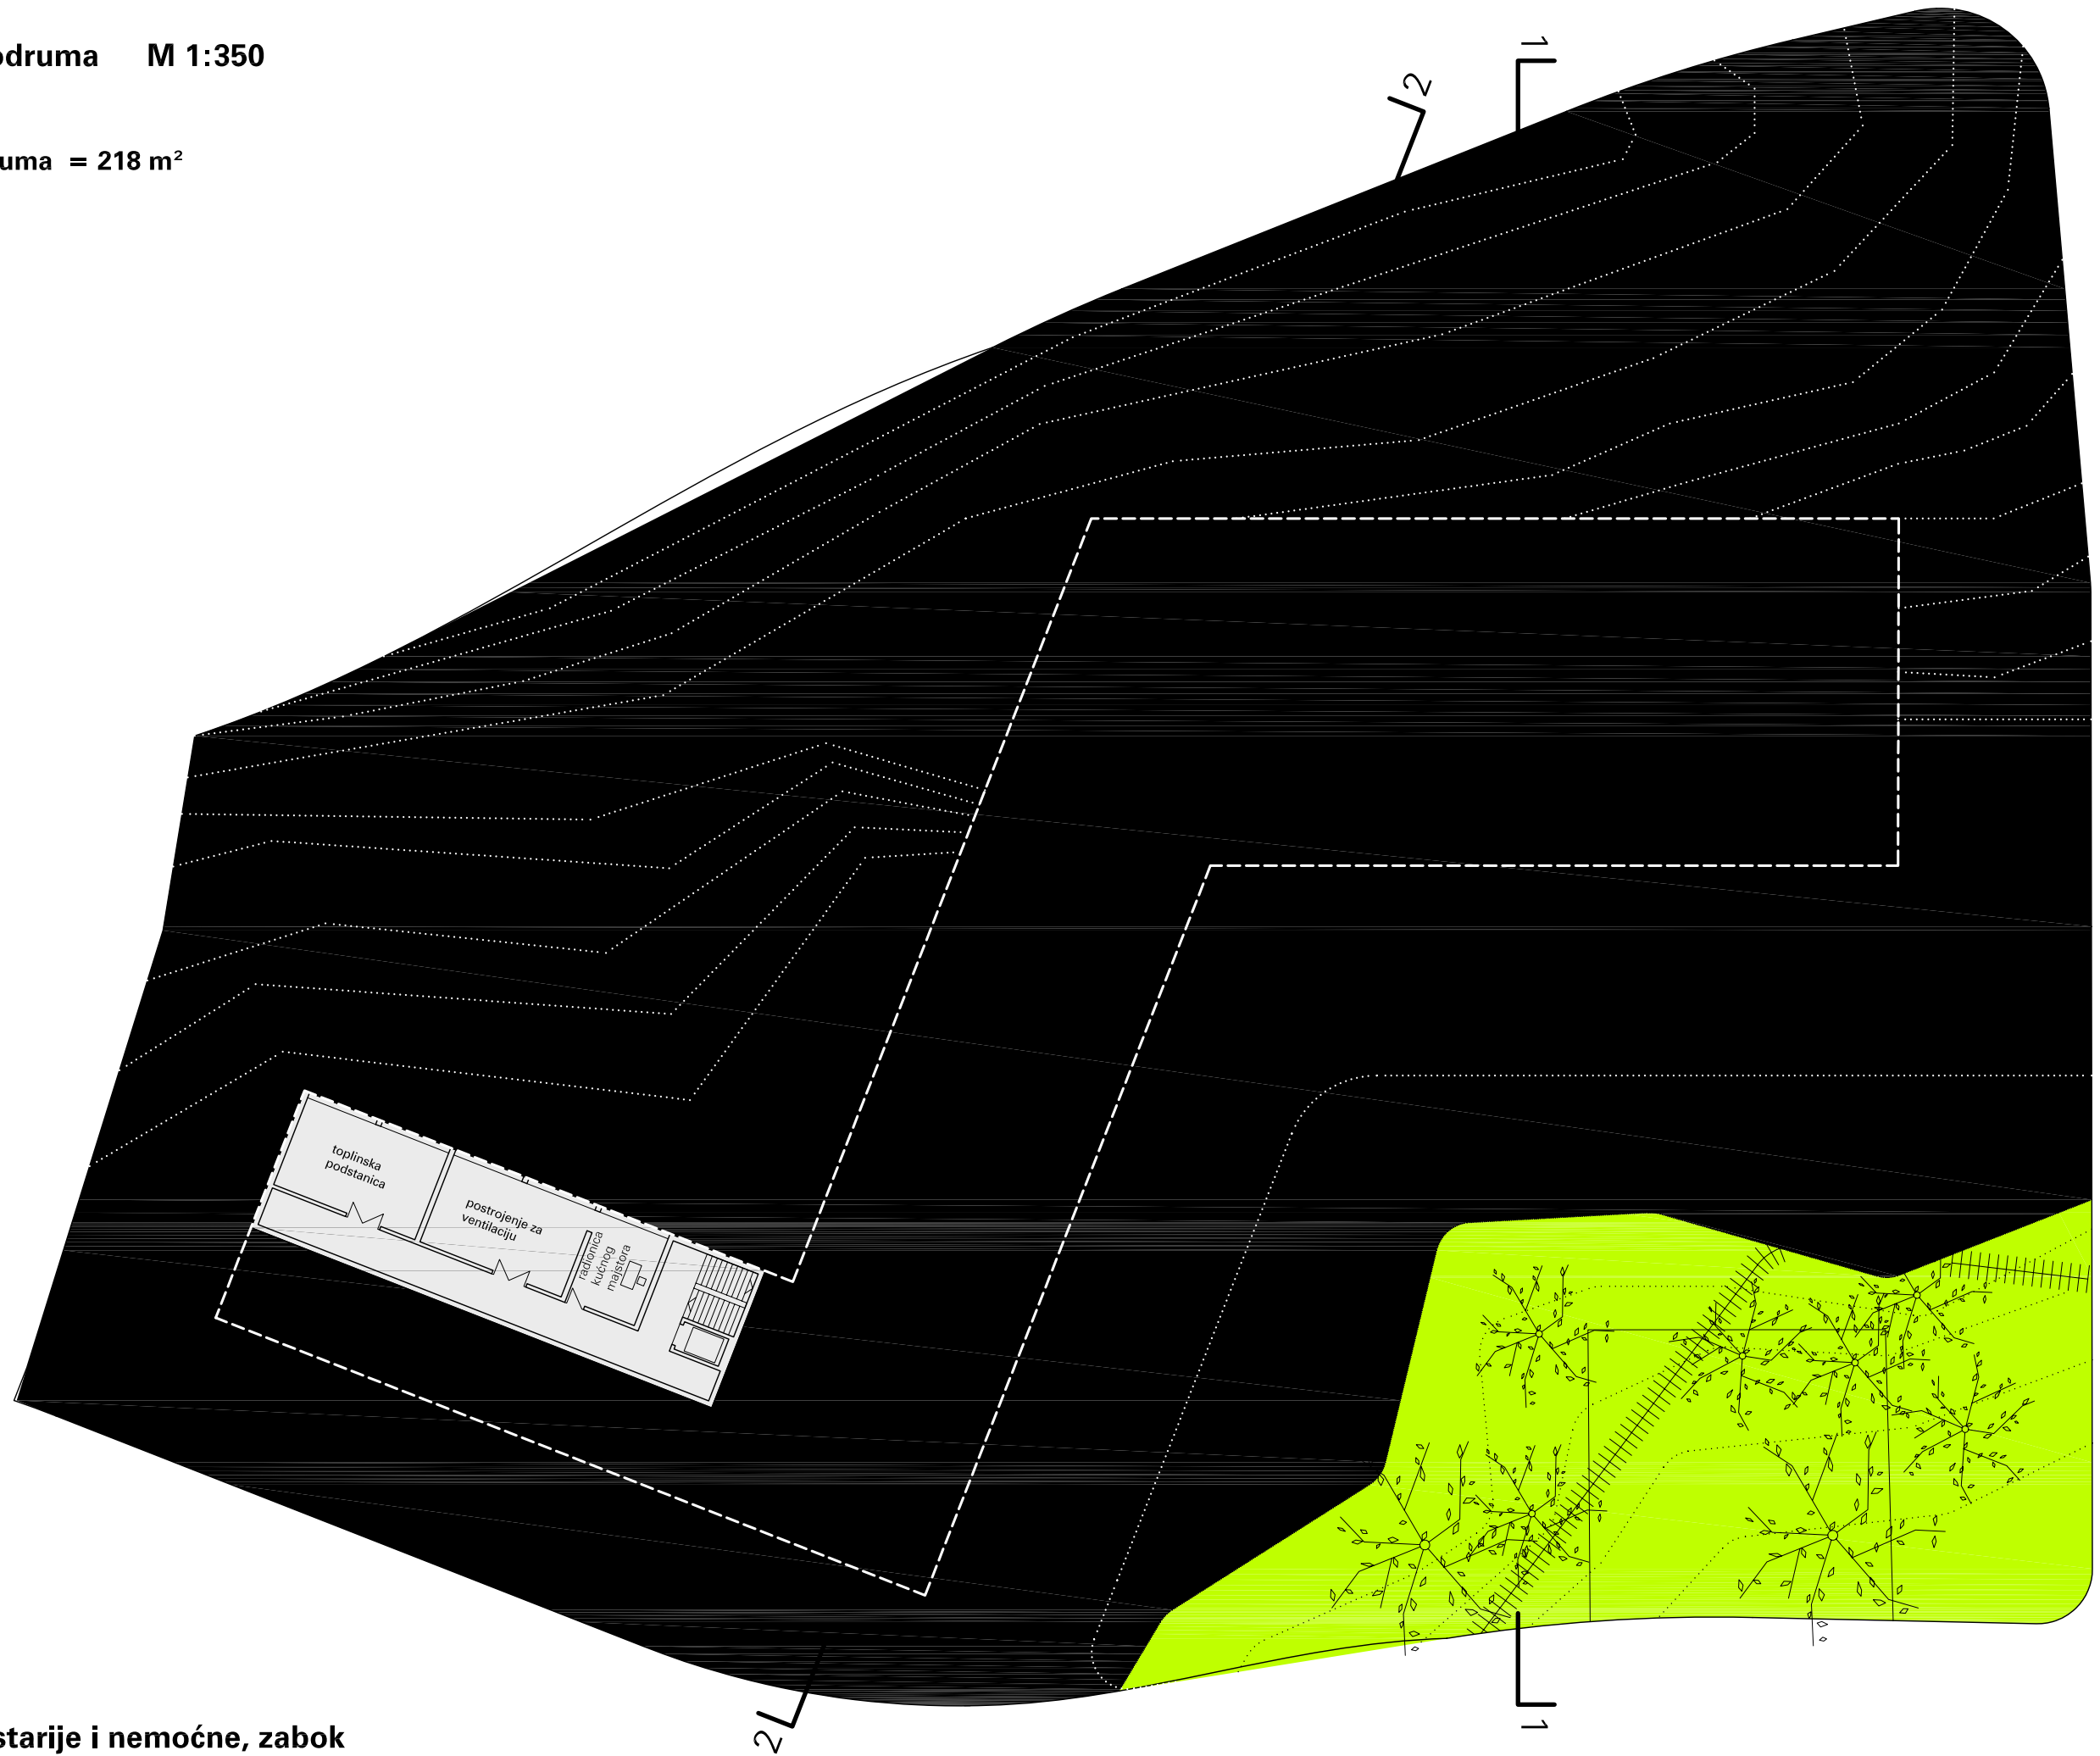 odruma M 1:350
uma = 218 m²
1
2
toplinska
podstanica
postrojenje za
ventilaciju
radionica
kućnog
majstora
2
1
starije i nemoćne, zabok